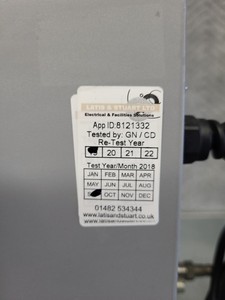 LATIS & STUART LTD
Electrical & Facilities Solutions
App ID:8121332
Tested by: GN / CD
Re-Test Year
20 21 22
Test Year/Month 2018
JAN FEB MAR APR
MAY JUN JUL AUG
OCT NOV DEC
01482 534344
www.latisandstuart.co.uk